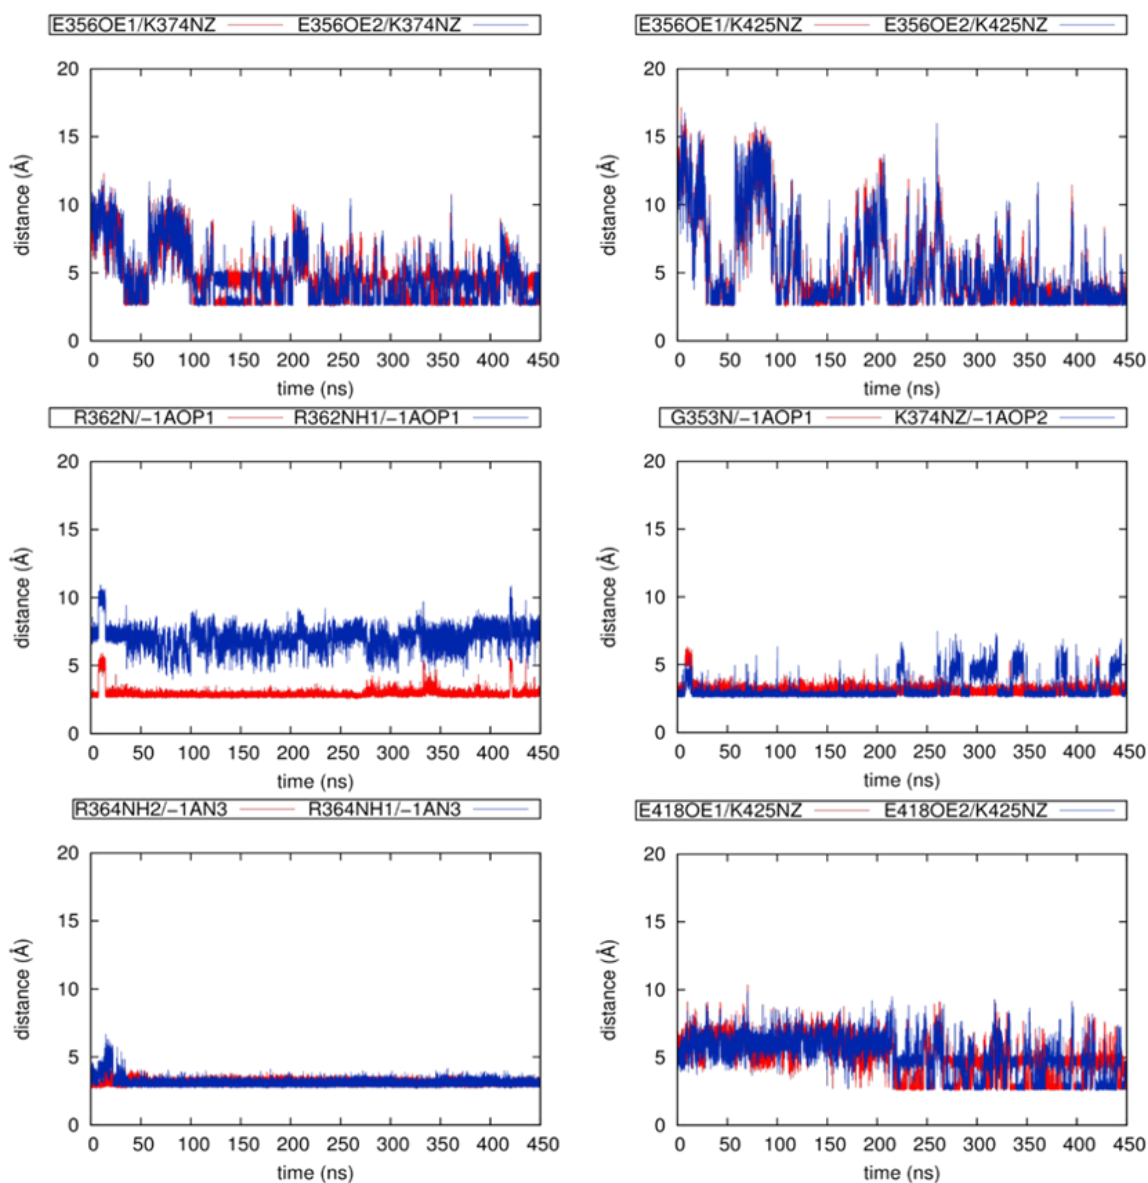 E356OE1/K374NZ E356OE2/K374NZ
20
15
10
5
0
distance (Å)
0 50 100 150 200 250 300 350 400 450
time (ns)
E356OE1/K425NZ E356OE2/K425NZ
20
15
10
5
0
distance (Å)
0 50 100 150 200 250 300 350 400 450
time (ns)
R362N/−1AOP1 R362NH1/−1AOP1
20
15
10
5
0
distance (Å)
0 50 100 150 200 250 300 350 400 450
time (ns)
G353N/−1AOP1 K374NZ/−1AOP2
20
15
10
5
0
distance (Å)
0 50 100 150 200 250 300 350 400 450
time (ns)
R364NH2/−1AN3 R364NH1/−1AN3
20
15
10
5
0
distance (Å)
0 50 100 150 200 250 300 350 400 450
time (ns)
E418OE1/K425NZ E418OE2/K425NZ
20
15
10
5
0
distance (Å)
0 50 100 150 200 250 300 350 400 450
time (ns)